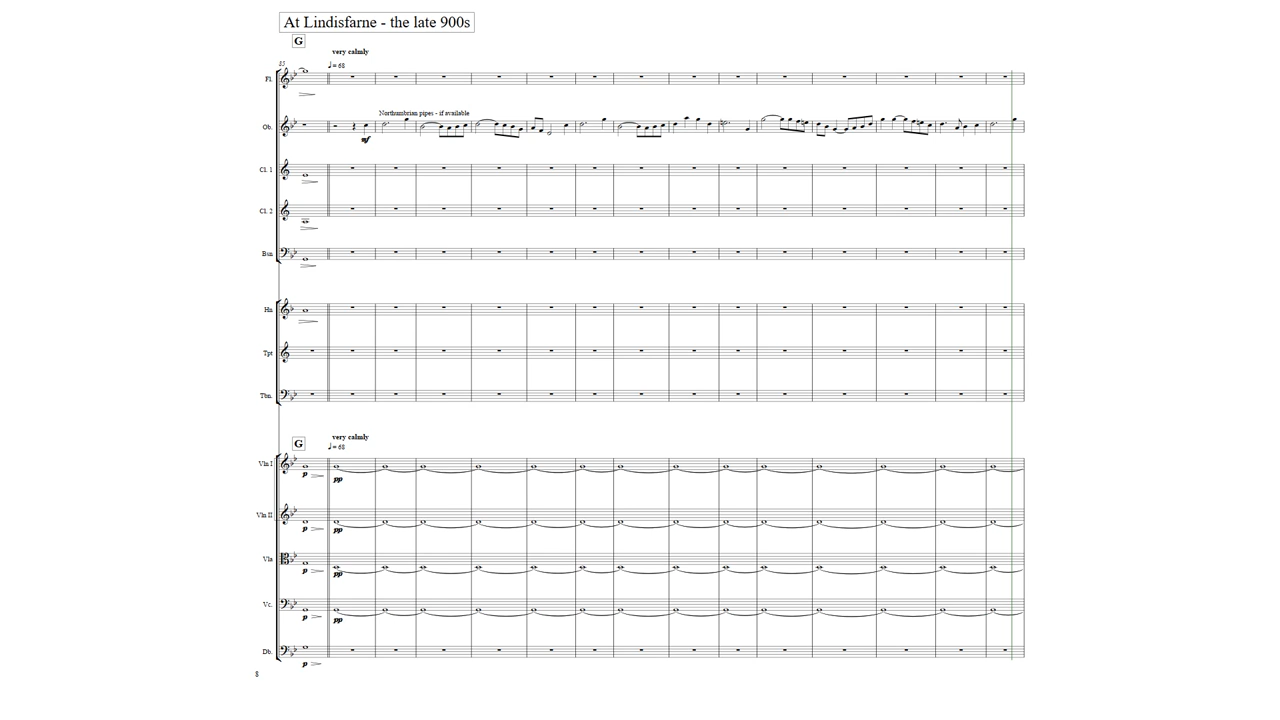 At Lindisfarne - the late 900s
G
very calmly
85
♩ = 68
Fl.
Northumbrian pipes - if available
Ob.
mf
Cl. 1
Cl. 2
Bsn
Hn
Tpt
Tbn.
G
very calmly
♩ = 68
Vln I
p
pp
Vln II
p
pp
Vla
p
pp
Vc.
p
pp
Db.
p
8